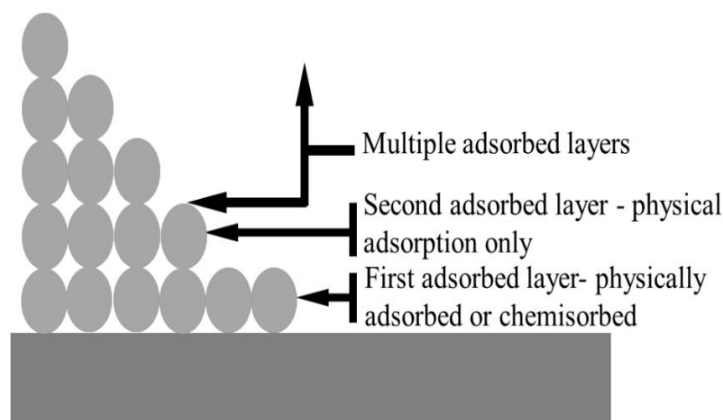 Multiple adsorbed layers
Second adsorbed layer - physical
adsorption only
First adsorbed layer- physically
adsorbed or chemisorbed